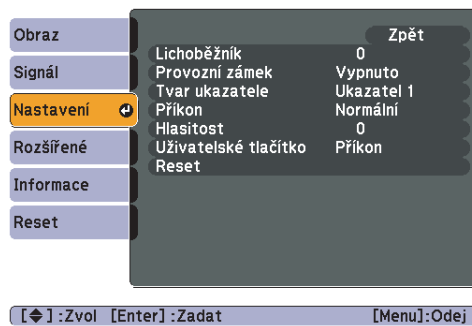 Obraz
Signál
Nastavení
Rozšířené
Informace
Reset
Zpět
Lichoběžník 0
Provozní zámek Vypnuto
Tvar ukazatele Ukazatel 1
Příkon Normální
Hlasitost 0
Uživatelské tlačítko Příkon
Reset
[◆] :Zvol [Enter] :Zadat [Menu]:Odej